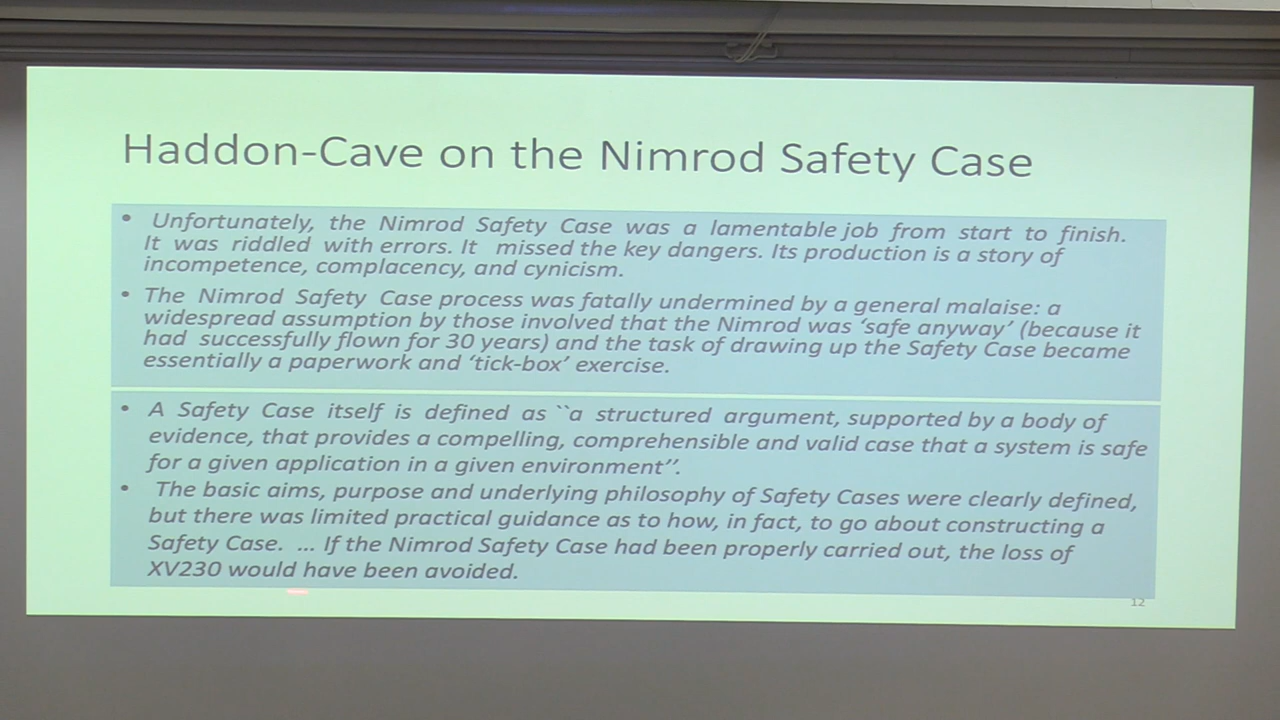 Haddon-Cave on the Nimrod Safety Case
• Unfortunately, the Nimrod Safety Case was a lamentable job from start to finish.
It was riddled with errors. It missed the key dangers. Its production is a story of
incompetence, complacency, and cynicism.
• The Nimrod Safety Case process was fatally undermined by a general malaise: a
widespread assumption by those involved that the Nimrod was ‘safe anyway’ (because it
had successfully flown for 30 years) and the task of drawing up the Safety Case became
essentially a paperwork and ‘tick-box’ exercise.
• A Safety Case itself is defined as ``a structured argument, supported by a body of
evidence, that provides a compelling, comprehensible and valid case that a system is safe
for a given application in a given environment’’.
• The basic aims, purpose and underlying philosophy of Safety Cases were clearly defined,
but there was limited practical guidance as to how, in fact, to go about constructing a
Safety Case. ... If the Nimrod Safety Case had been properly carried out, the loss of
XV230 would have been avoided.
12